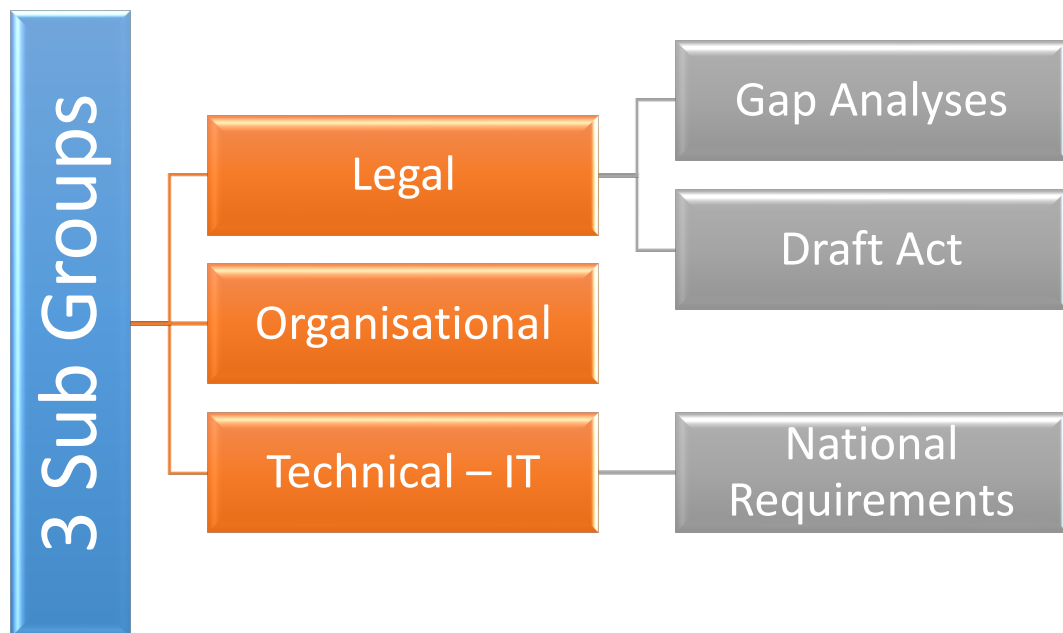 3 Sub Groups
Legal
Gap Analyses
Draft Act
Organisational
Technical – IT
National
Requirements